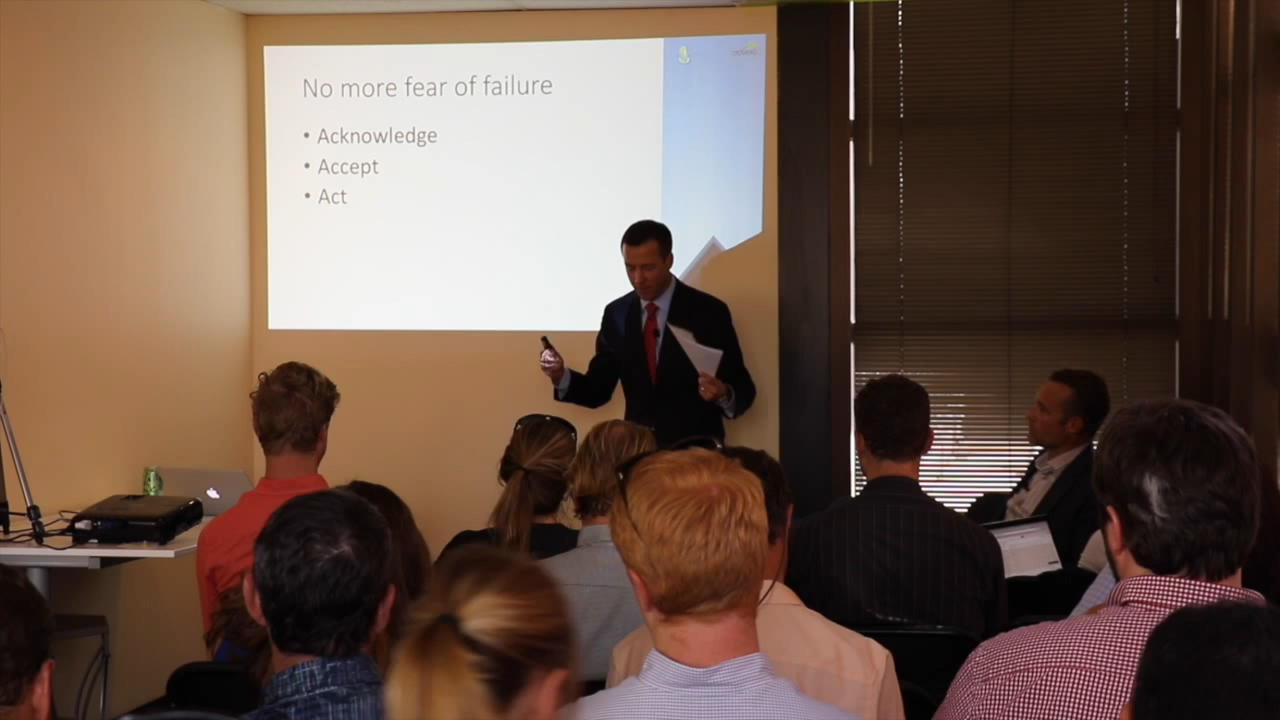 No more fear of failure
• Acknowledge
• Accept
• Act